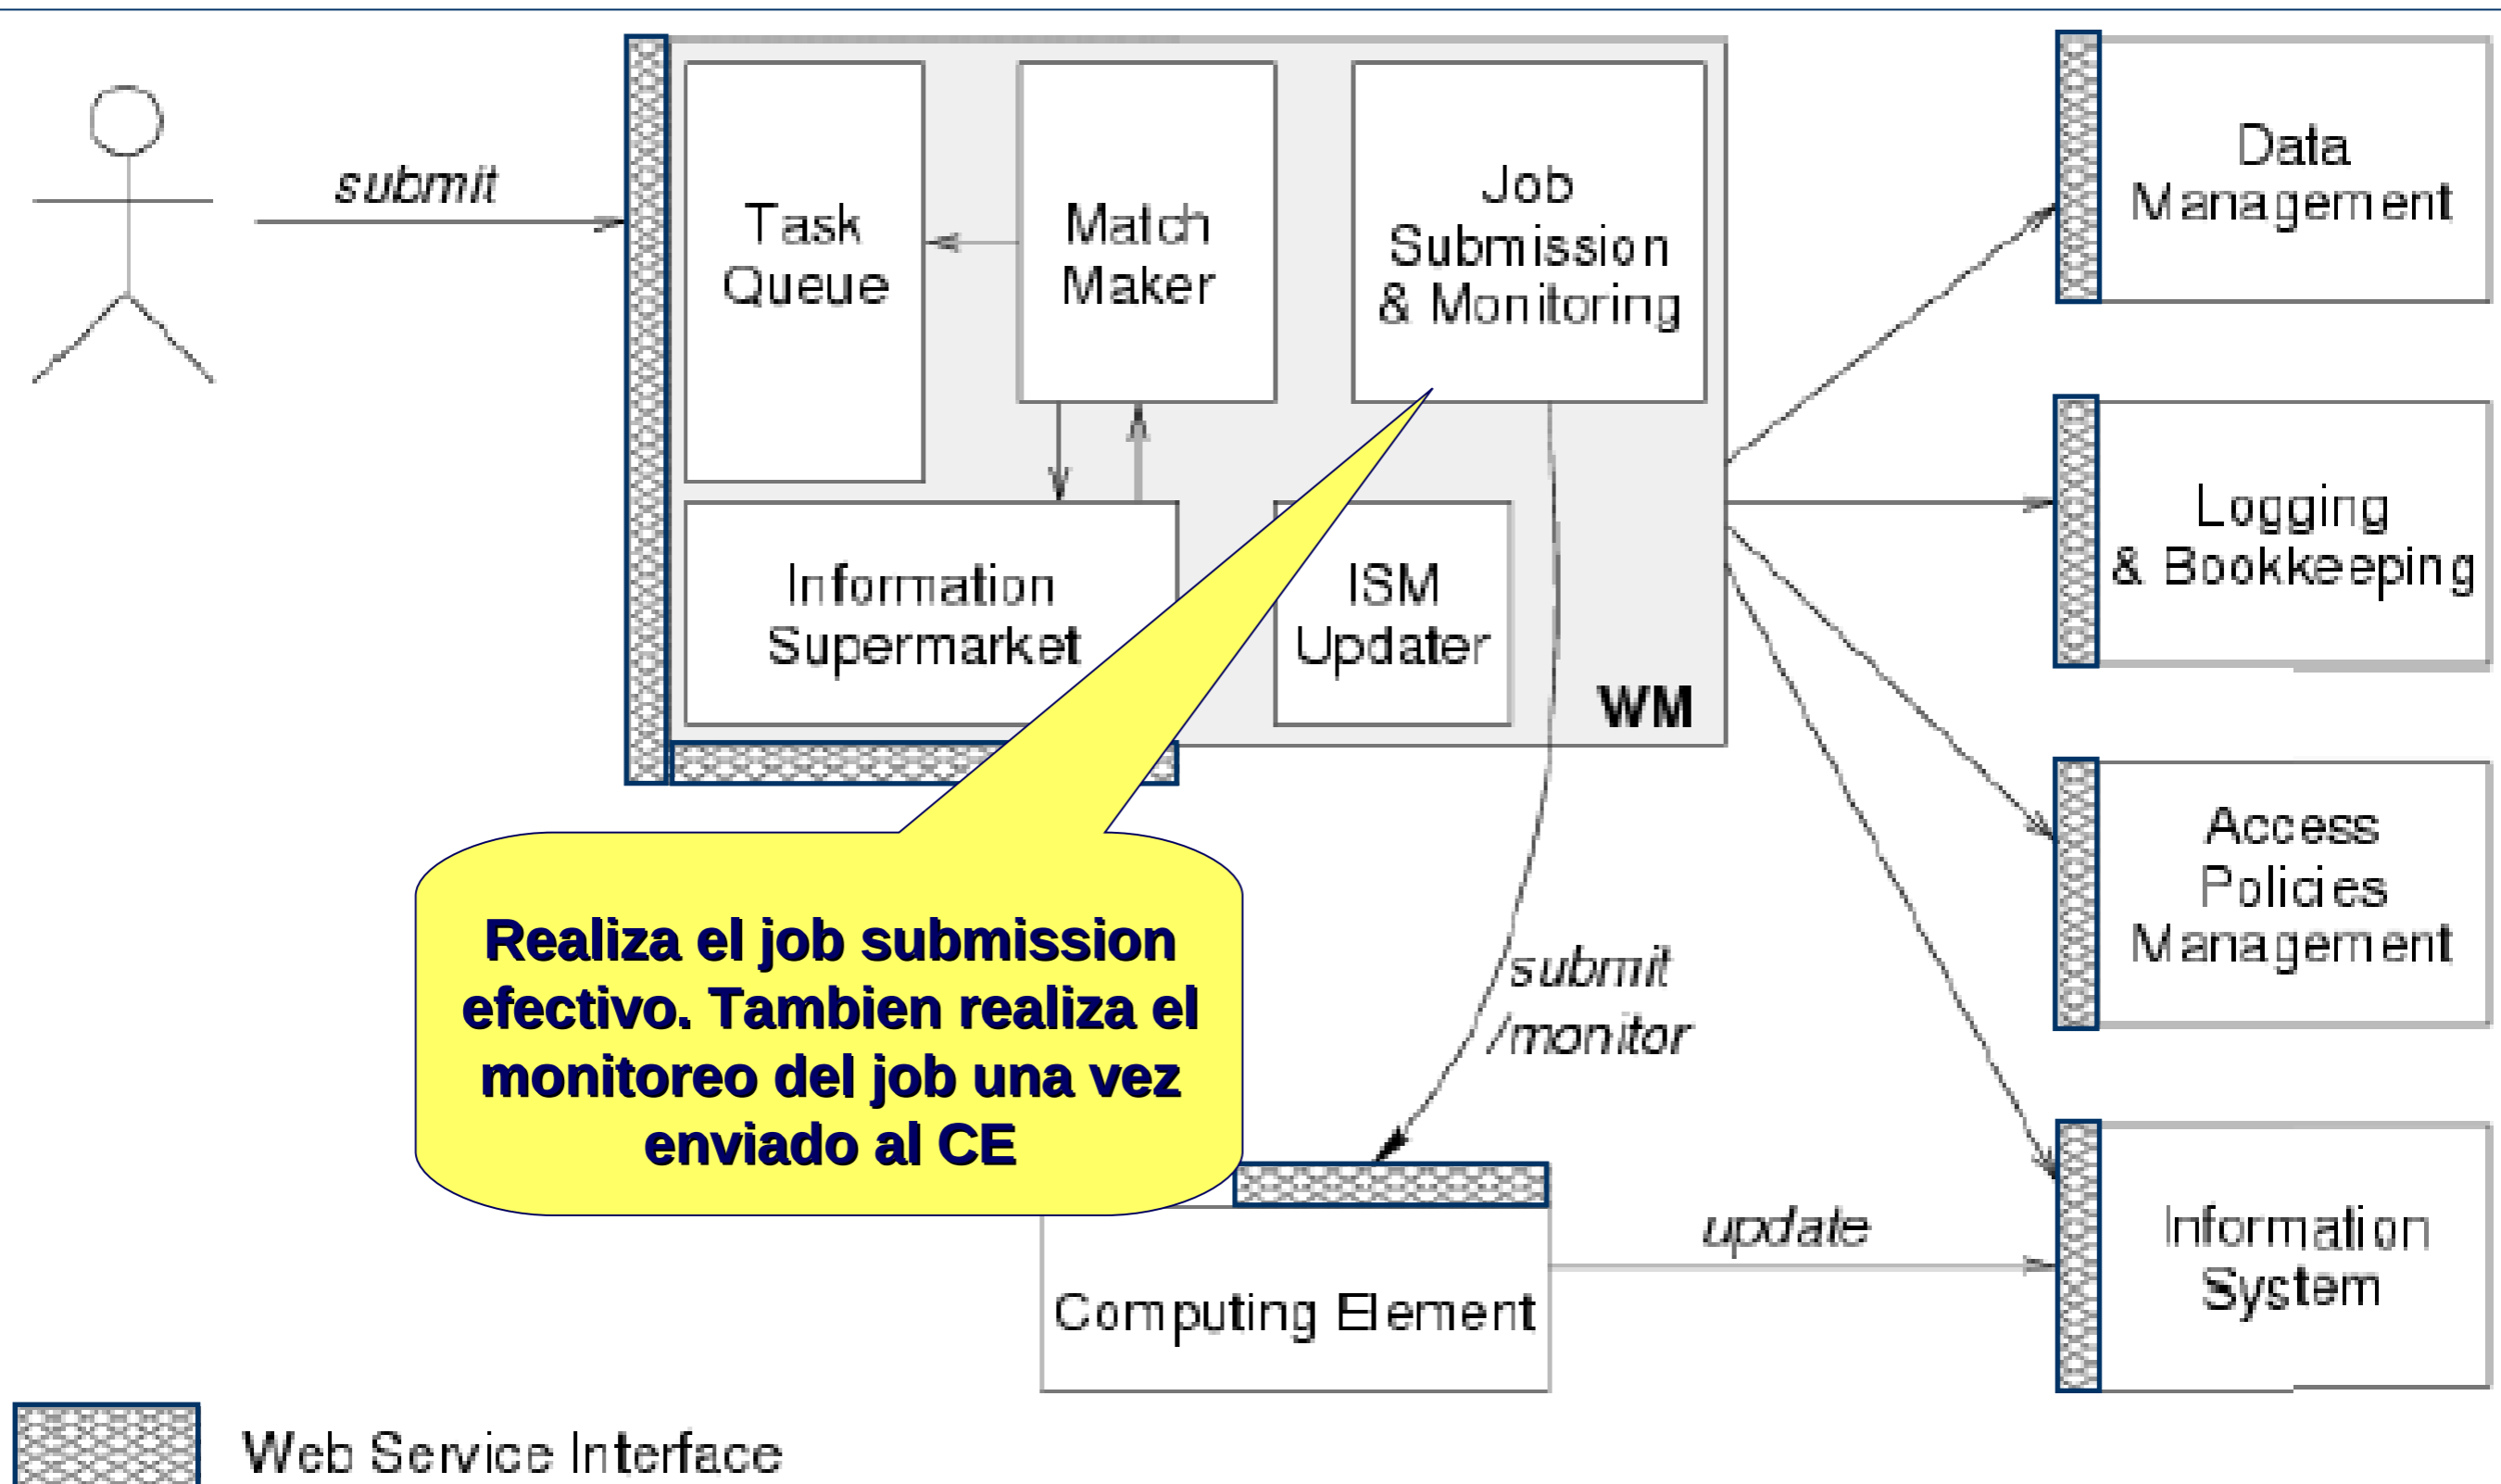 submit
Task
Queue
Match
Maker
Job
Submission
& Monitoring
Data
Management
Information
Supermarket
ISM
Updater
WM
Logging
& Bookkeeping
Realiza el job submission
efectivo. Tambien realiza el
monitoreo del job una vez
enviado al CE
submit
/monitor
Access
Policies
Management
Computing Element
update
Information
System
Web Service Interface